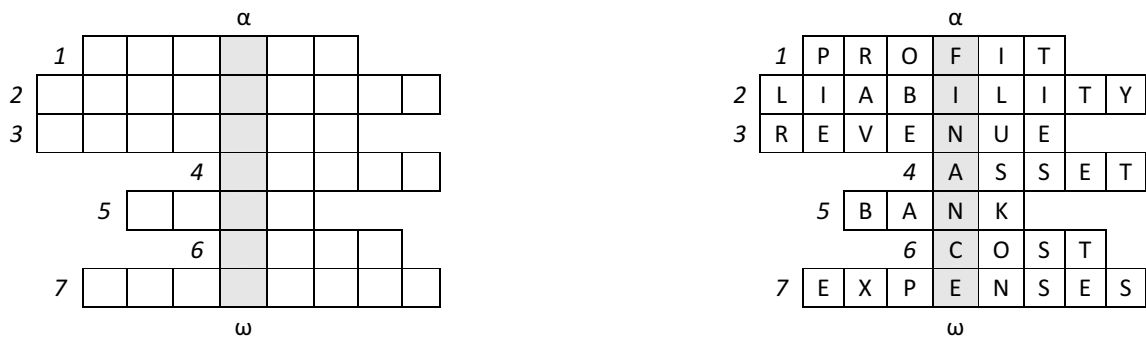 α α
1 1 P R O F I T
2 2 L I A B I L I T Y
3 3 R E V E N U E
4 4 A S S E T
5 5 B A N K
6 6 C O S T
7 7 E X P E N S E S
ω ω